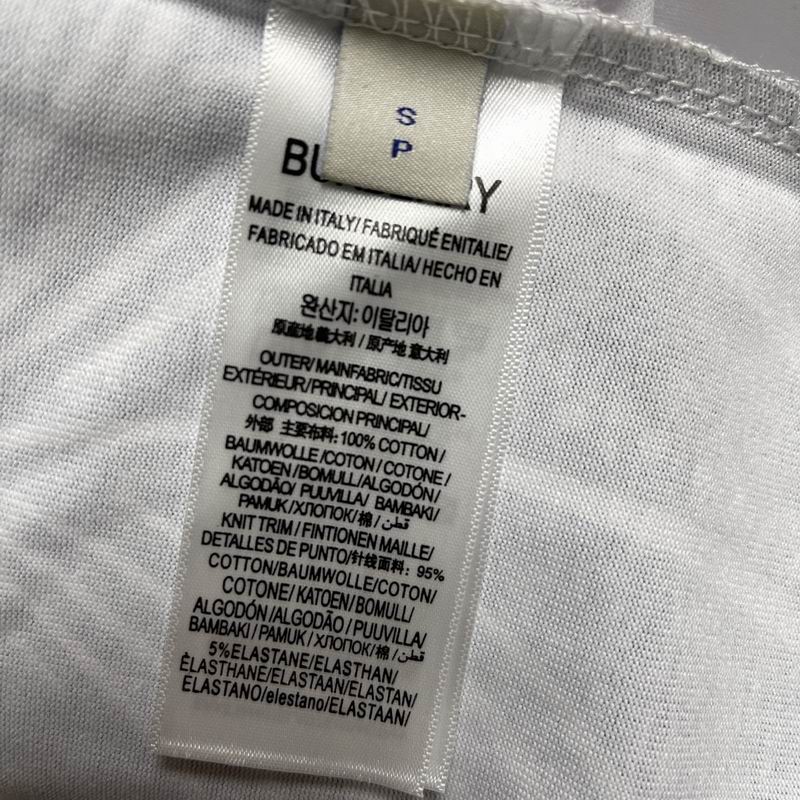 S
P
MADE IN ITALY/ FABRIQUÉ ENITALIE/
FABRICADO EM ITALIA/ HECHO EN
ITALIA
완산지: 이탈리아
原産地義大利 / 原产地 意大利
OUTER/ MAINFABRIC/TISSU
EXTÉRIEUR/PRINCIPAL/ EXTERIOR-
COMPOSICION PRINCIPAL/
外部 主要布料: 100% COTTON /
BAUMWOLLE /COTON / COTONE /
KATOEN / BOMULL/ALGODÓN/
ALGODÃO/ PUUVILLA/ BAMBAKI/
PAMUK / ХЛОПОК/ 棉 / قطن/
KNIT TRIM / FINTIONEN MAILLE/
DETALLES DE PUNTO/针线面料: 95%
COTTON/BAUMWOLLE/COTON/
COTONE/ KATOEN/ BOMULL/
ALGODÓN /ALGODÃO / PUUVILLA/
BAMBAKI / PAMUK / ХЛОПОК/ 棉 / قطن/
5%ELASTANE/ELASTHAN/
ÉLASTHANE/ELASTAAN/ELASTAN/
ELASTANO/elestano/ELASTAAN/